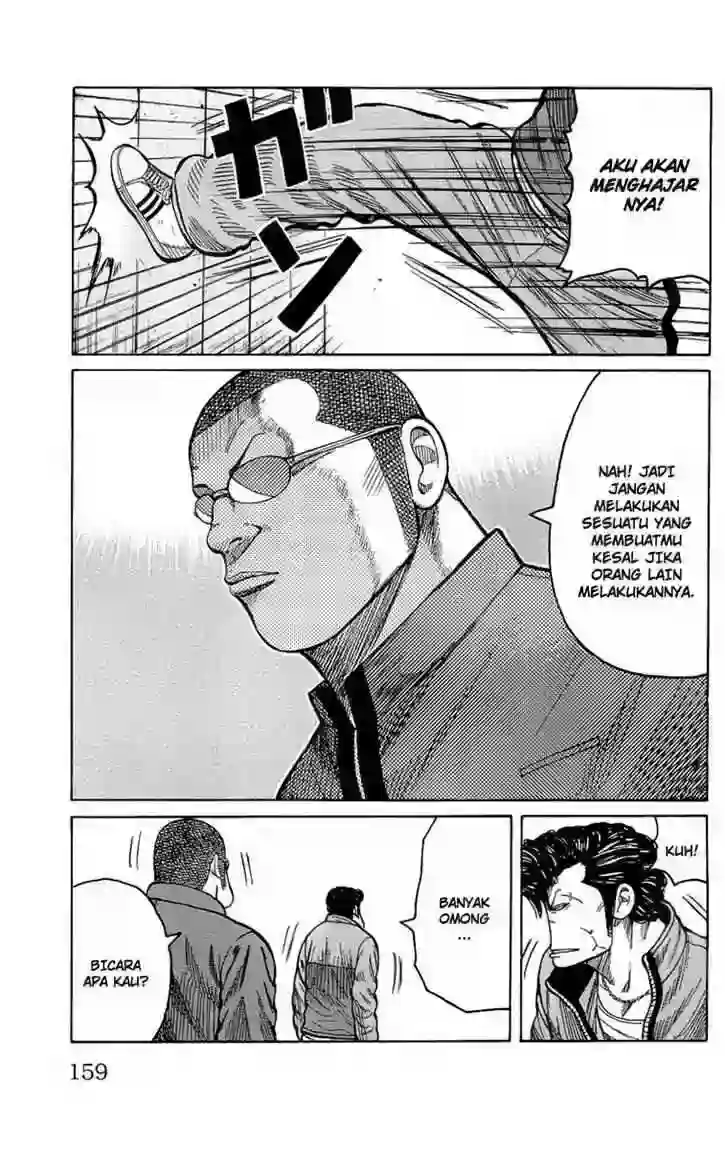 AKU AKAN
MENGHAJAR
NYA!
ガガン
NAH! JADI
JANGAN
MELAKUKAN
SESUATU YANG
MEMBUATMU
KESAL JIKA
ORANG LAIN
MELAKUKANNYA.
KUH!
BANYAK
OMONG
...
BICARA
APA KAU?
159